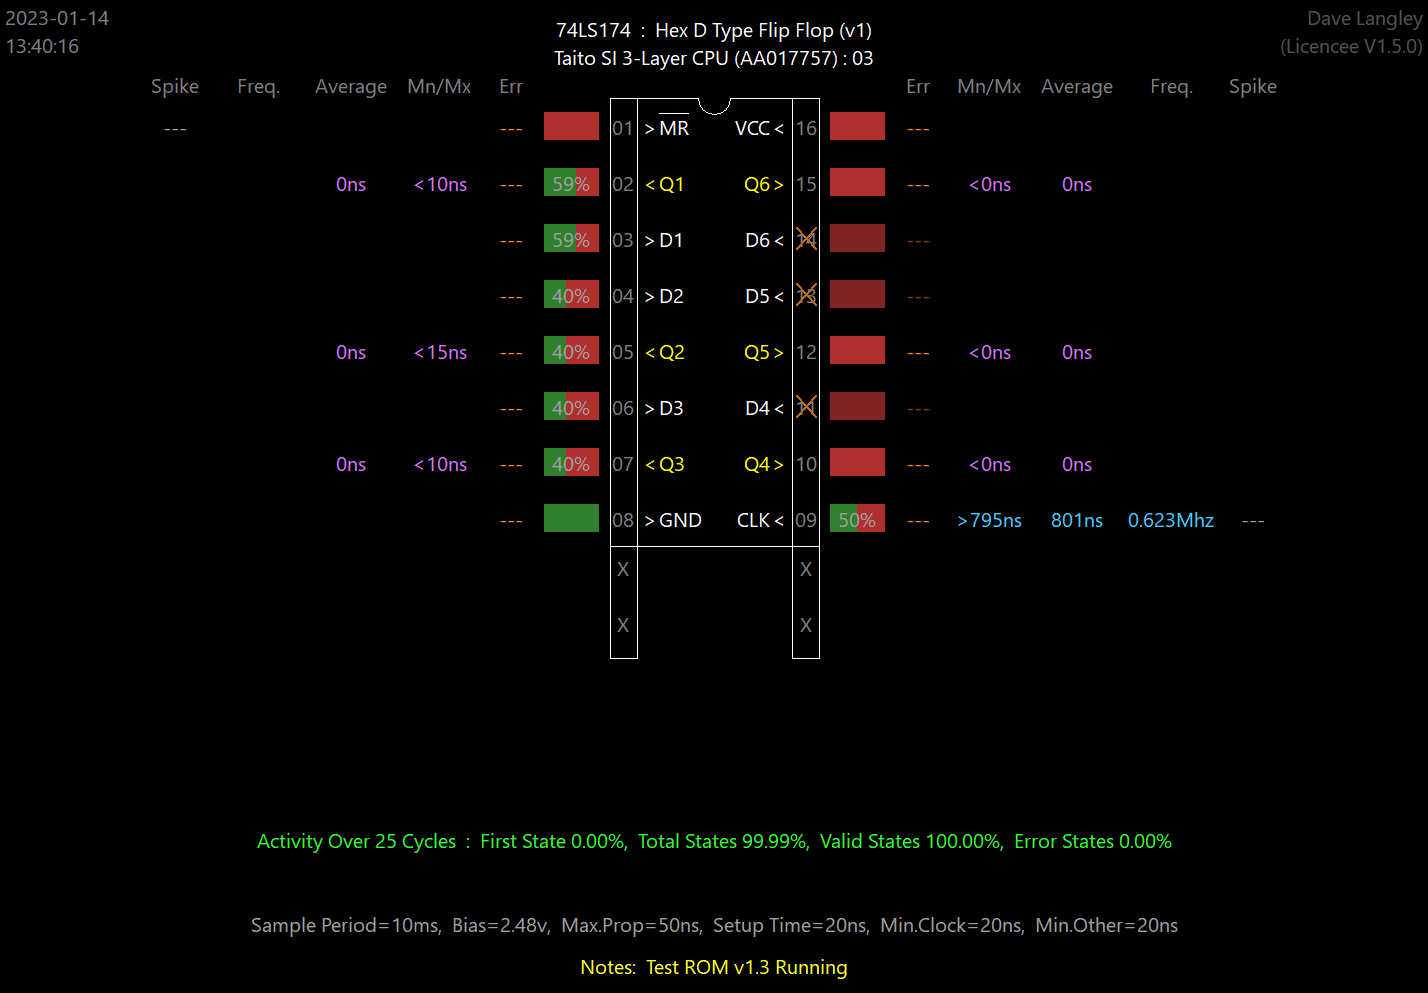 2023-01-14
13:40:16
74LS174 : Hex D Type Flip Flop (v1)
Taito SI 3-Layer CPU (AA017757) : 03
Dave Langley
(Licencee V1.5.0)
Spike Freq. Average Mn/Mx Err Err Mn/Mx Average Freq. Spike
--- --- 01 >MR VCC< 16 ---
0ns <10ns --- 59% 02 <Q1 Q6> 15 --- <0ns 0ns
--- 59% 03 >D1 D6< 14 ---
--- 40% 04 >D2 D5< 13 ---
0ns <15ns --- 40% 05 <Q2 Q5> 12 --- <0ns 0ns
--- 40% 06 >D3 D4< 11 ---
0ns <10ns --- 40% 07 <Q3 Q4> 10 --- <0ns 0ns
--- 08 >GND CLK< 09 50% --- >795ns 801ns 0.623Mhz ---
X X
X X
Activity Over 25 Cycles : First State 0.00%, Total States 99.99%, Valid States 100.00%, Error States 0.00%
Sample Period=10ms, Bias=2.48v, Max.Prop=50ns, Setup Time=20ns, Min.Clock=20ns, Min.Other=20ns
Notes: Test ROM v1.3 Running